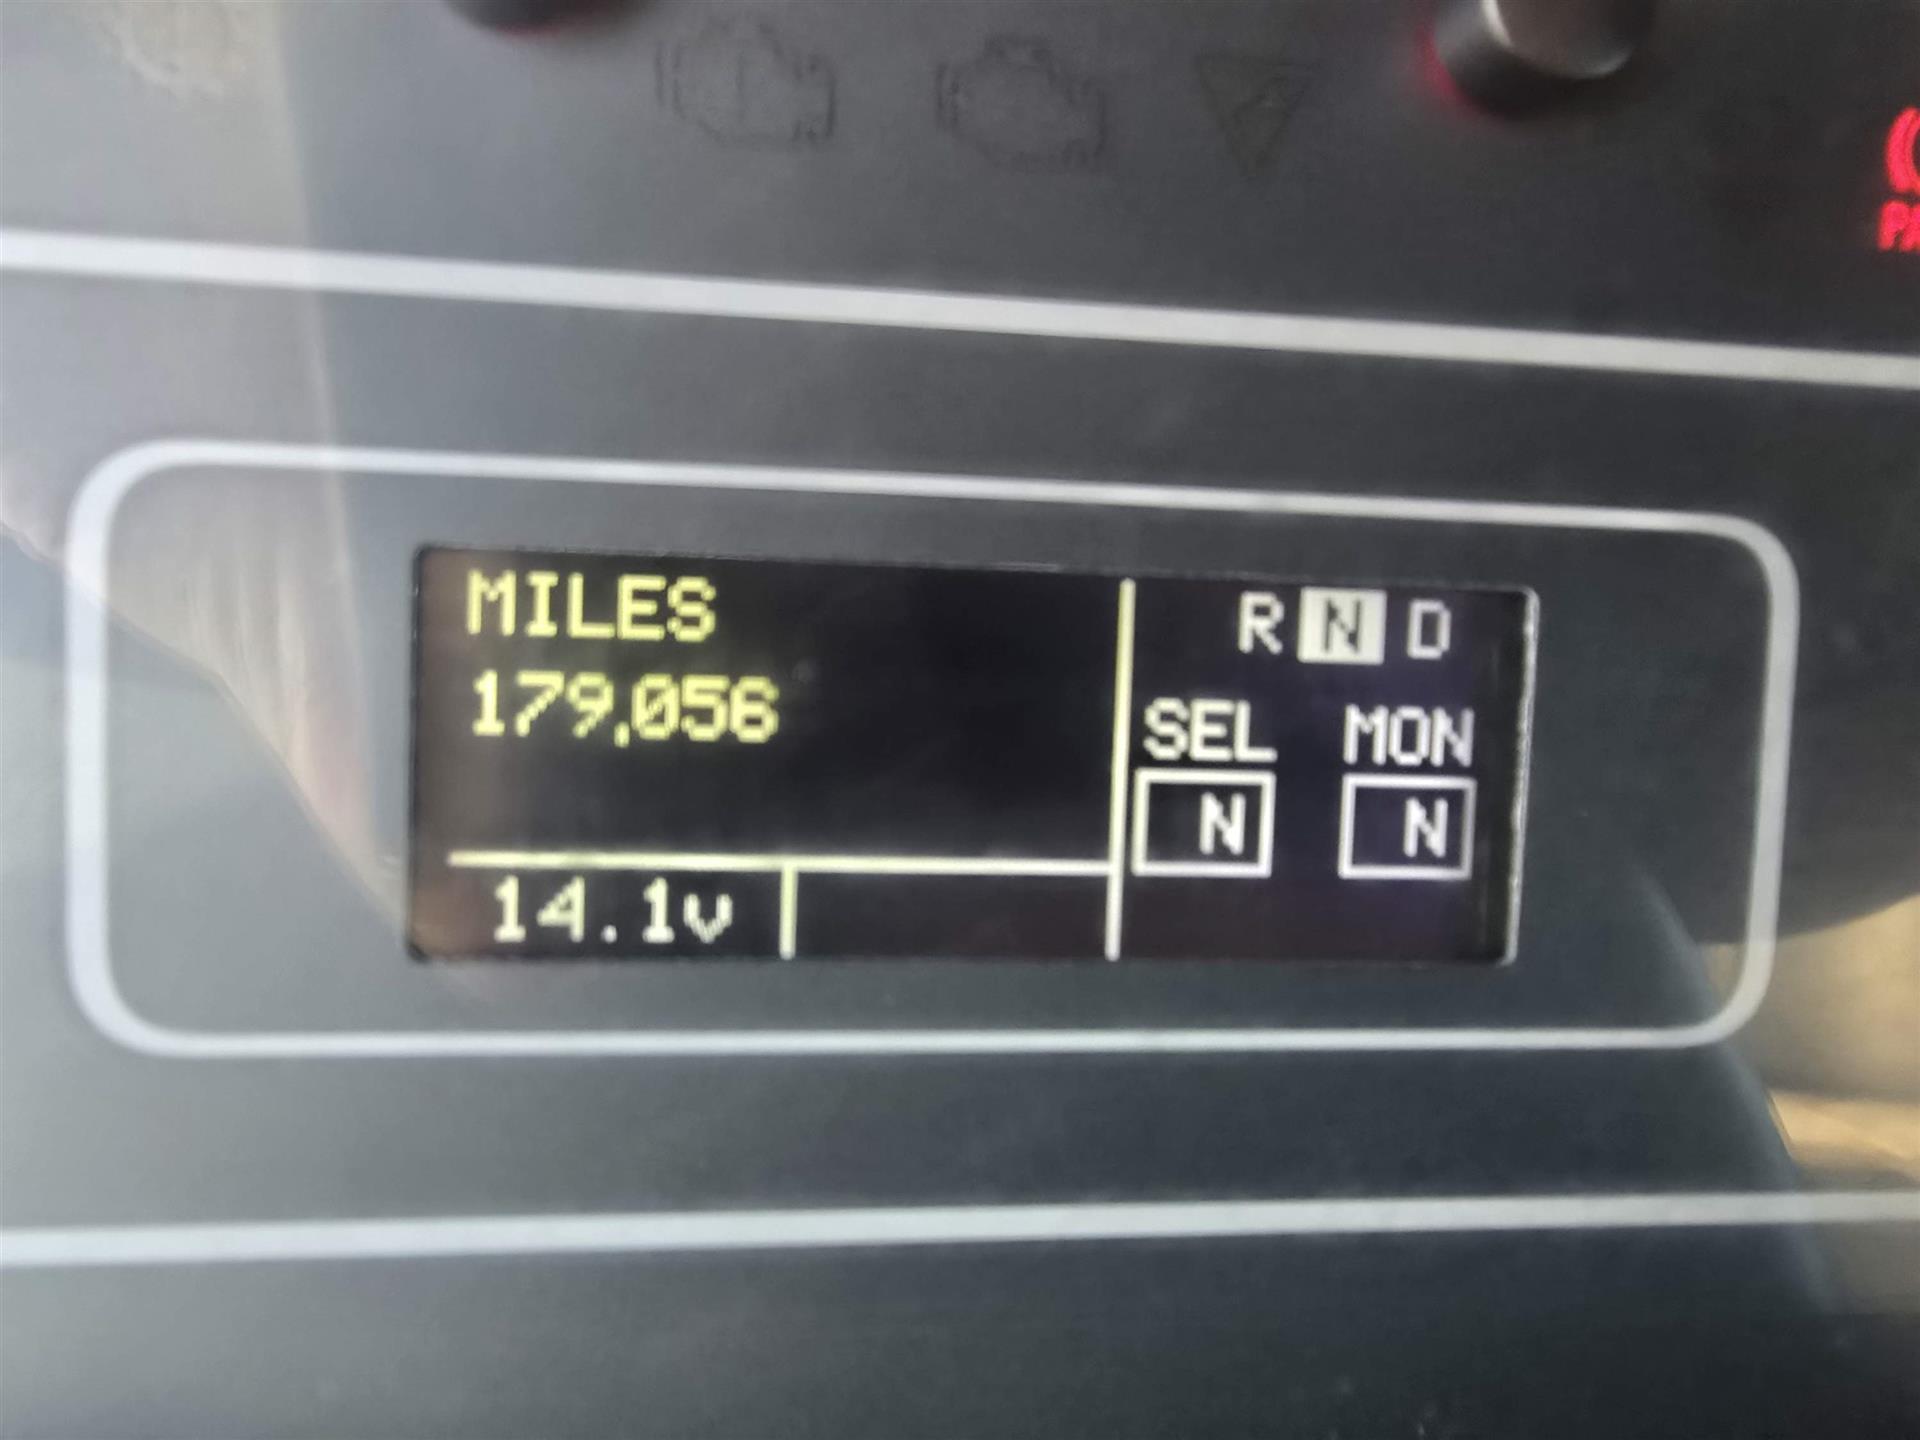 MILES
179,056
14.1v
R N D
SEL MON
N N